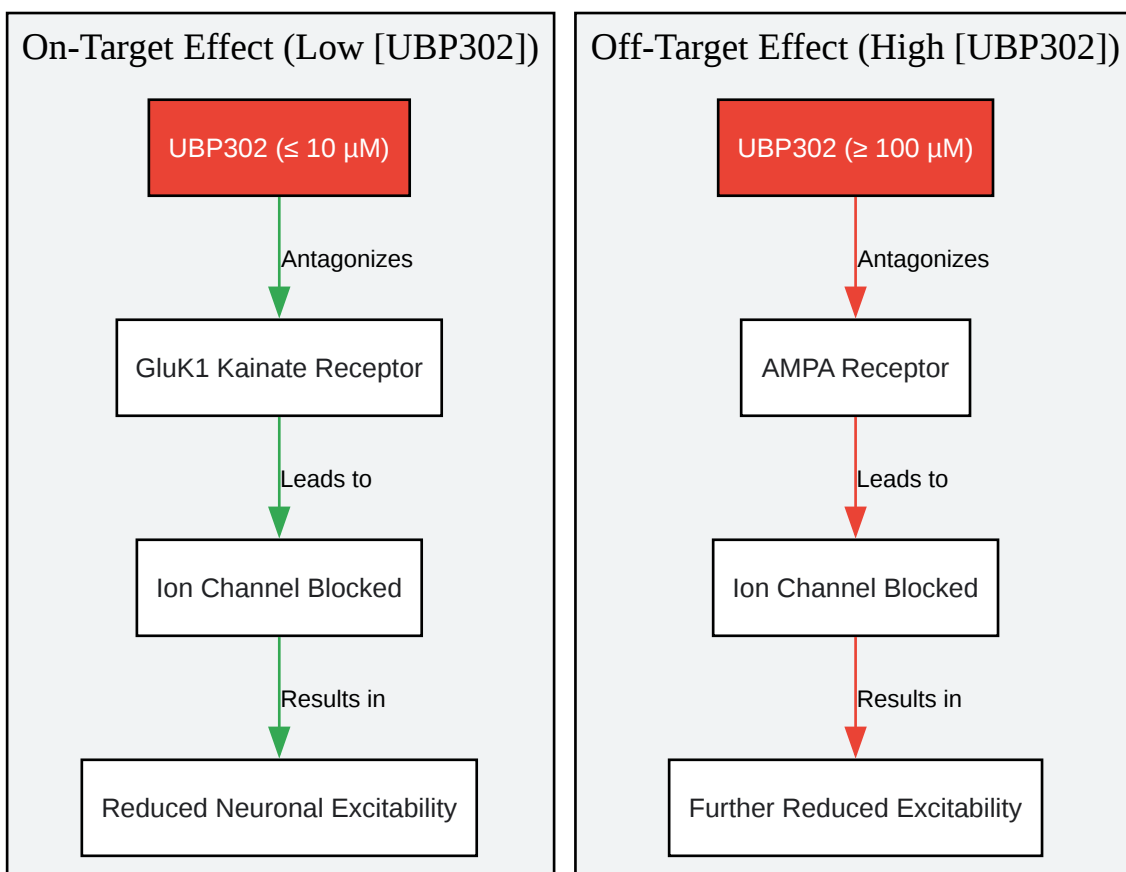 On-Target Effect (Low [UBP302])
UBP302 (≤ 10 µM)
Antagonizes
GluK1 Kainate Receptor
Leads to
Ion Channel Blocked
Results in
Reduced Neuronal Excitability
Off-Target Effect (High [UBP302])
UBP302 (≥ 100 µM)
Antagonizes
AMPA Receptor
Leads to
Ion Channel Blocked
Results in
Further Reduced Excitability